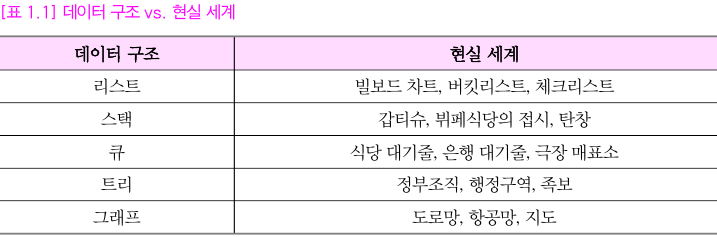 [표 1.1] 데이터 구조 vs. 현실 세계
데이터 구조 현실 세계
리스트 빌보드 차트, 버킷리스트, 체크리스트
스택 갑티슈, 뷔페식당의 접시, 탄창
큐 식당 대기줄, 은행 대기줄, 극장 매표소
트리 정부조직, 행정구역, 족보
그래프 도로망, 항공망, 지도